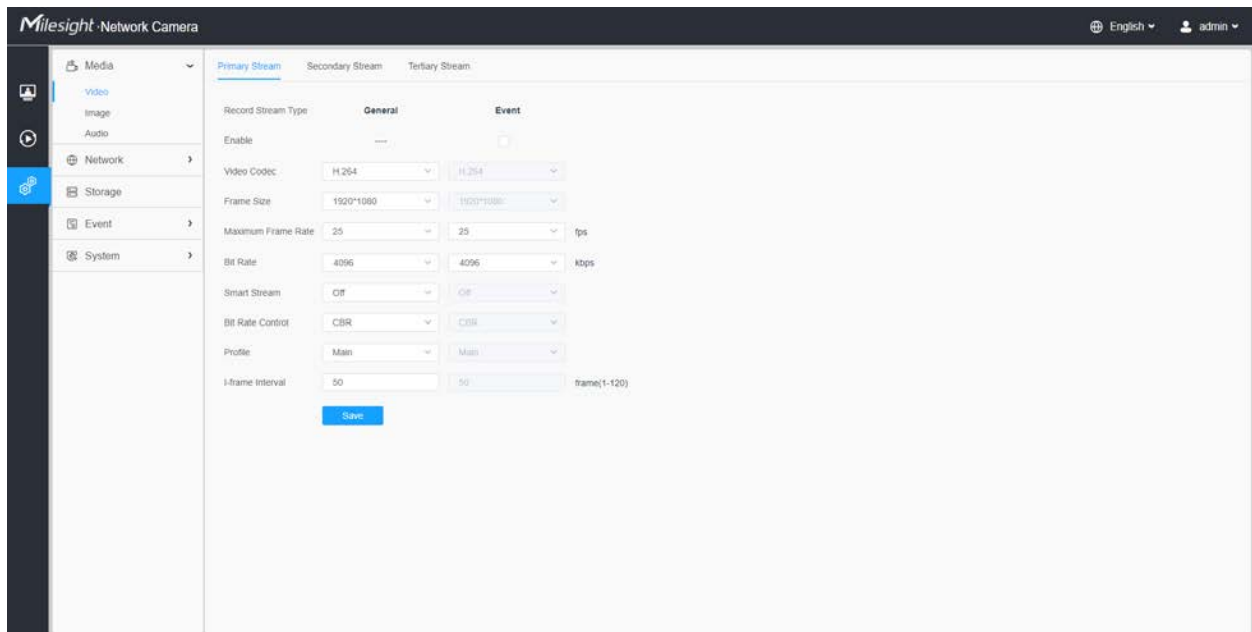 Milesight Network Camera
English
admin
Media
Video
Image
Audio
Network
Storage
Event
System
Primary Stream Secondary Stream Tertiary Stream
Record Stream Type General Event
Enable ---
Video Codec H.264 H.264
Frame Size 1920*1080 1920*1080
Maximum Frame Rate 25 25 fps
Bit Rate 4096 4096 kbps
Smart Stream Off Off
Bit Rate Control CBR CBR
Profile Main Main
I-frame Interval 50 50 frame(1-120)
Save